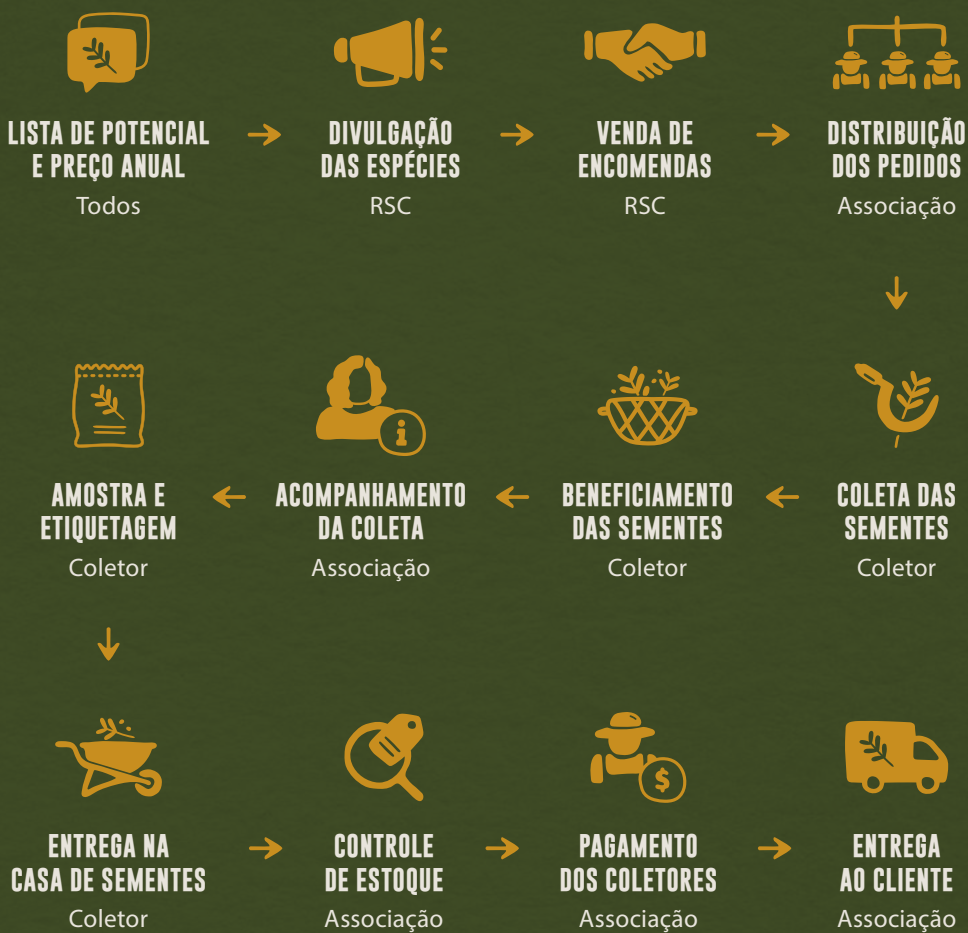 LISTA DE POTENCIAL
E PREÇO ANUAL
Todos
DIVULGAÇÃO
DAS ESPÉCIES
RSC
VENDA DE
ENCOMENDAS
RSC
DISTRIBUIÇÃO
DOS PEDIDOS
Associação
COLETA DAS
SEMENTES
Coletor
BENEFICIAMENTO
DAS SEMENTES
Coletor
ACOMPANHAMENTO
DA COLETA
Associação
AMOSTRA E
ETIQUETAGEM
Coletor
ENTREGA NA
CASA DE SEMENTES
Coletor
CONTROLE
DE ESTOQUE
Associação
PAGAMENTO
DOS COLETORES
Associação
ENTREGA
AO CLIENTE
Associação